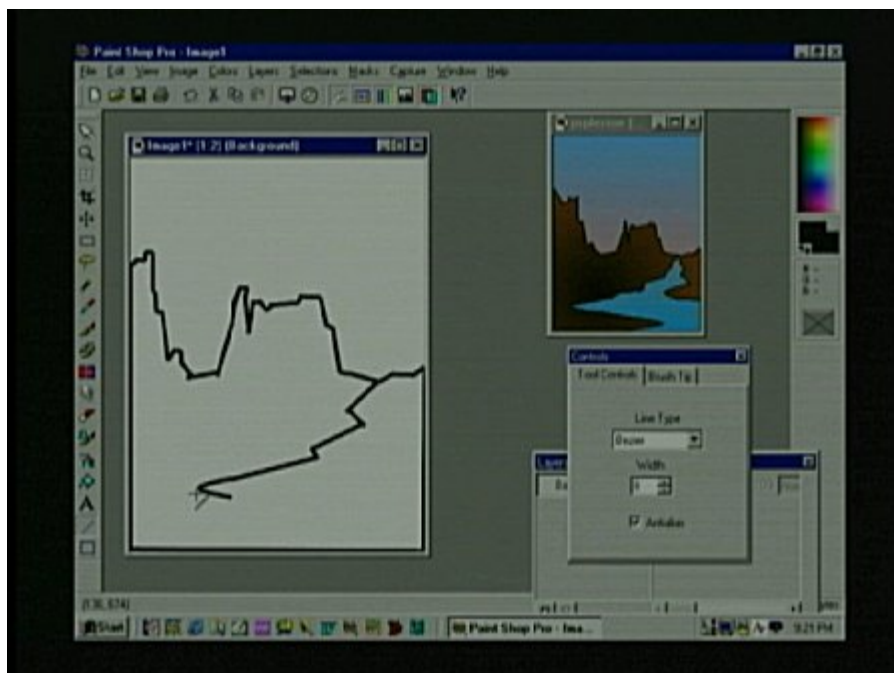 Paint Shop Pro - Image1
File Edit View Image Colors Layers Selections Masks Capture Window Help
Image1* [1:2] (Background)
Controls
Tool Controls Brush Tip
Line Type
Bezier
Width
Antialias
Layer
Start
Paint Shop Pro - Ima...
9:21 PM